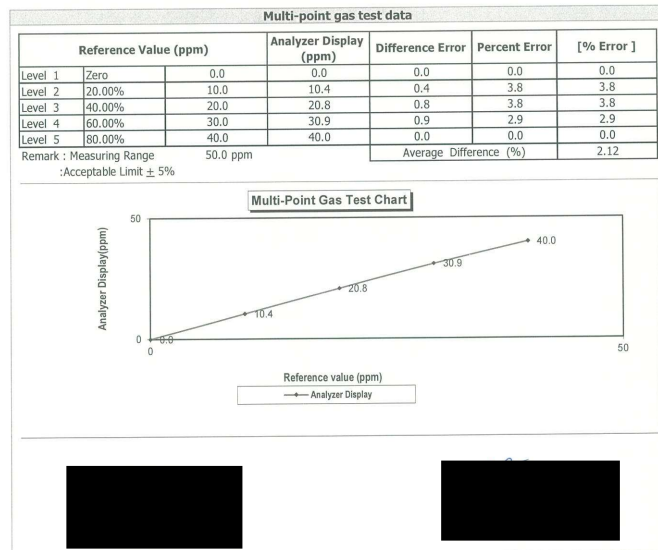 Multi-point gas test data
Reference Value (ppm) Analyzer Display (ppm) Difference Error Percent Error [% Error ]
Level 1 Zero 0.0 0.0 0.0 0.0 0.0
Level 2 20.00% 10.0 10.4 0.4 3.8 3.8
Level 3 40.00% 20.0 20.8 0.8 3.8 3.8
Level 4 60.00% 30.0 30.9 0.9 2.9 2.9
Level 5 80.00% 40.0 40.0 0.0 0.0 0.0
Remark : Measuring Range 50.0 ppm Average Difference (%) 2.12
:Acceptable Limit ± 5%
Multi-Point Gas Test Chart
Analyzer Display(ppm)
50
40.0
30.9
20.8
10.4
0 0.0
0 50
Reference value (ppm)
Analyzer Display